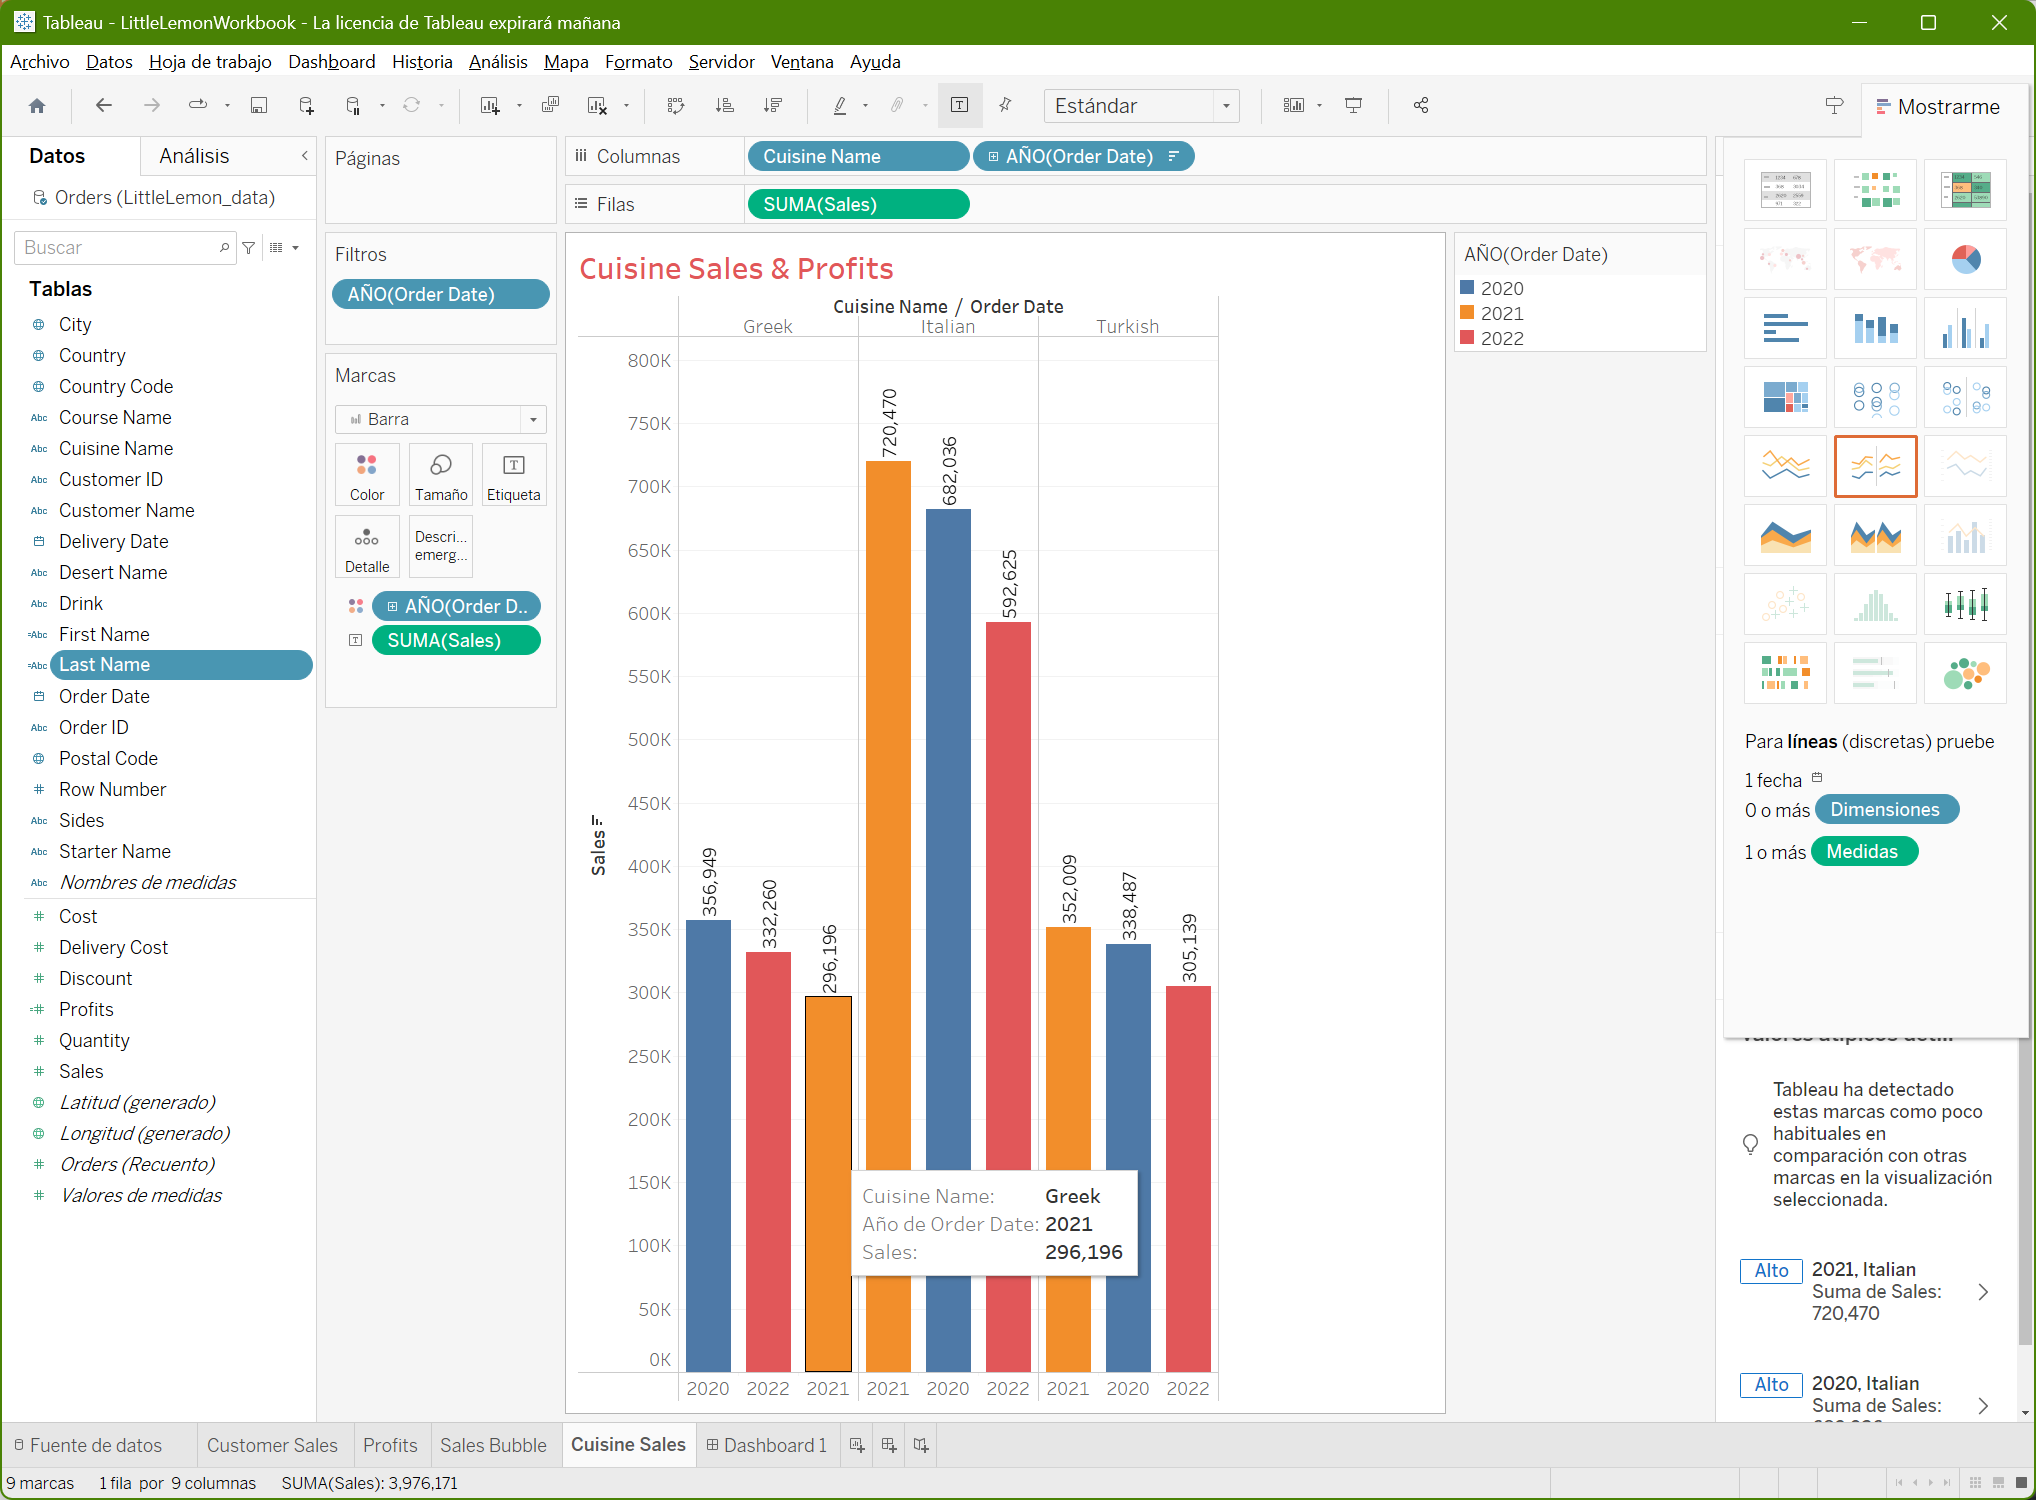 Tableau - LittleLemonWorkbook - La licencia de Tableau expirará mañana
Archivo Datos Hoja de trabajo Dashboard Historia Análisis Mapa Formato Servidor Ventana Ayuda
Estándar
Mostrarme
Datos
Análisis
Orders (LittleLemon_data)
Buscar
Tablas
City
Country
Country Code
Abc Course Name
Abc Cuisine Name
Abc Customer ID
Abc Customer Name
Delivery Date
Abc Desert Name
Abc Drink
=Abc First Name
=Abc Last Name
Order Date
Abc Order ID
Postal Code
# Row Number
Abc Sides
Abc Starter Name
Abc Nombres de medidas
# Cost
# Delivery Cost
# Discount
=# Profits
# Quantity
# Sales
Latitud (generado)
Longitud (generado)
# Orders (Recuento)
# Valores de medidas
Páginas
Filtros
AÑO(Order Date)
Marcas
Barra
Color
Tamaño
Etiqueta
Detalle
Descri...
emerg...
AÑO(Order D..
SUMA(Sales)
Columnas
Cuisine Name
AÑO(Order Date)
Filas
SUMA(Sales)
Cuisine Sales & Profits
Cuisine Name / Order Date
Greek
Italian
Turkish
800K
750K
700K
650K
600K
550K
500K
450K
400K
350K
300K
250K
200K
150K
100K
50K
0K
Sales
356,949
332,260
296,196
720,470
682,036
592,625
352,009
338,487
305,139
2020 2022 2021 2021 2020 2022 2021 2020 2022
Cuisine Name: Greek
Año de Order Date: 2021
Sales: 296,196
AÑO(Order Date)
2020
2021
2022
Para líneas (discretas) pruebe
1 fecha
0 o más Dimensiones
1 o más Medidas
Tableau ha detectado
estas marcas como poco
habituales en
comparación con otras
marcas en la visualización
seleccionada.
Alto
2021, Italian
Suma de Sales:
720,470
Alto
2020, Italian
Suma de Sales:
Fuente de datos
Customer Sales
Profits
Sales Bubble
Cuisine Sales
Dashboard 1
9 marcas
1 fila por 9 columnas
SUMA(Sales): 3,976,171